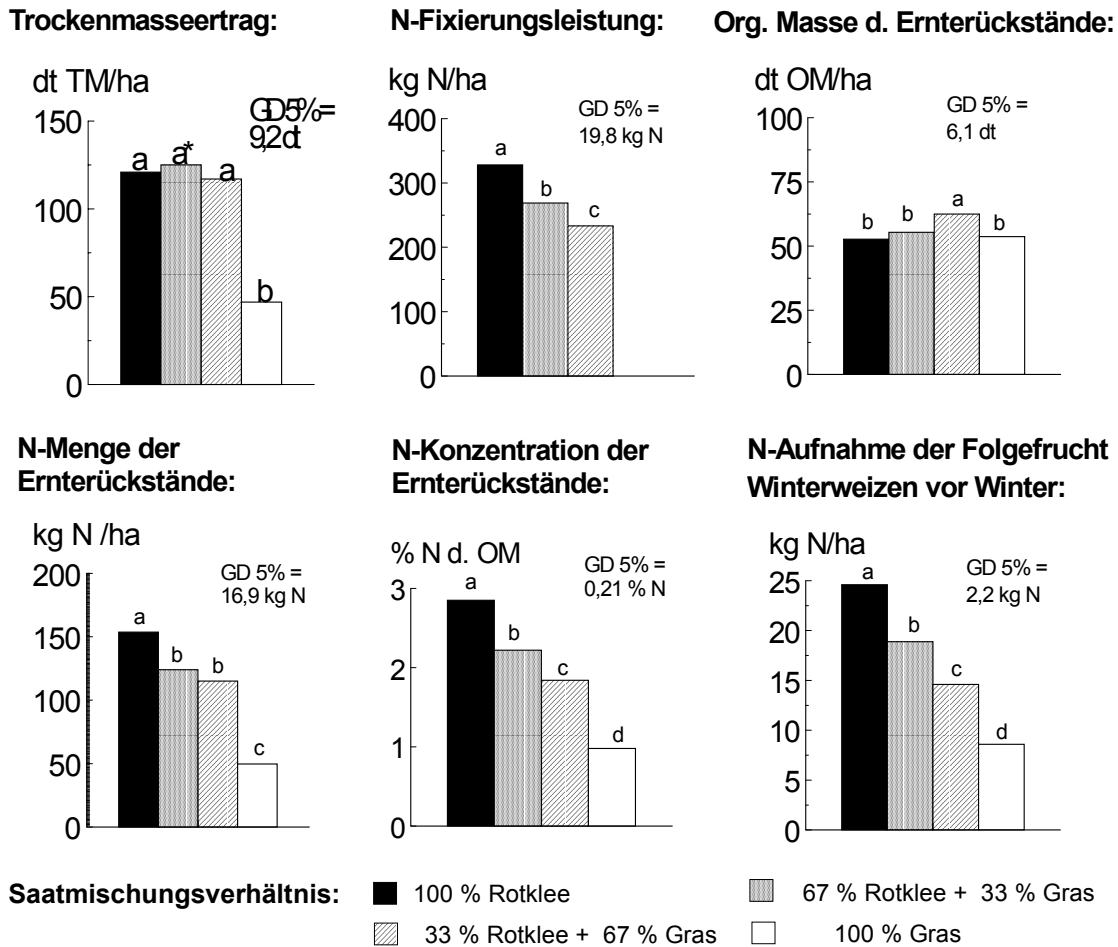 Trockenmasseertrag:
dt TM/ha
GD 5%=
9,2dt
150
100
50
0
a
a*
a
b
N-Fixierungsleistung:
kg N/ha
GD 5% =
19,8 kg N
400
300
200
100
0
a
b
c
Org. Masse d. Ernterückstände:
dt OM/ha
GD 5% =
6,1 dt
100
75
50
25
0
b
b
a
b
N-Menge der
Ernterückstände:
kg N /ha
GD 5% =
16,9 kg N
200
150
100
50
0
a
b
b
c
N-Konzentration der
Ernterückstände:
% N d. OM
GD 5% =
0,21 % N
3
2
1
0
a
b
c
d
N-Aufnahme der Folgefrucht
Winterweizen vor Winter:
kg N/ha
GD 5% =
2,2 kg N
25
20
15
10
5
0
a
b
c
d
Saatmischungsverhältnis:
100 % Rotklee
67 % Rotklee + 33 % Gras
33 % Rotklee + 67 % Gras
100 % Gras